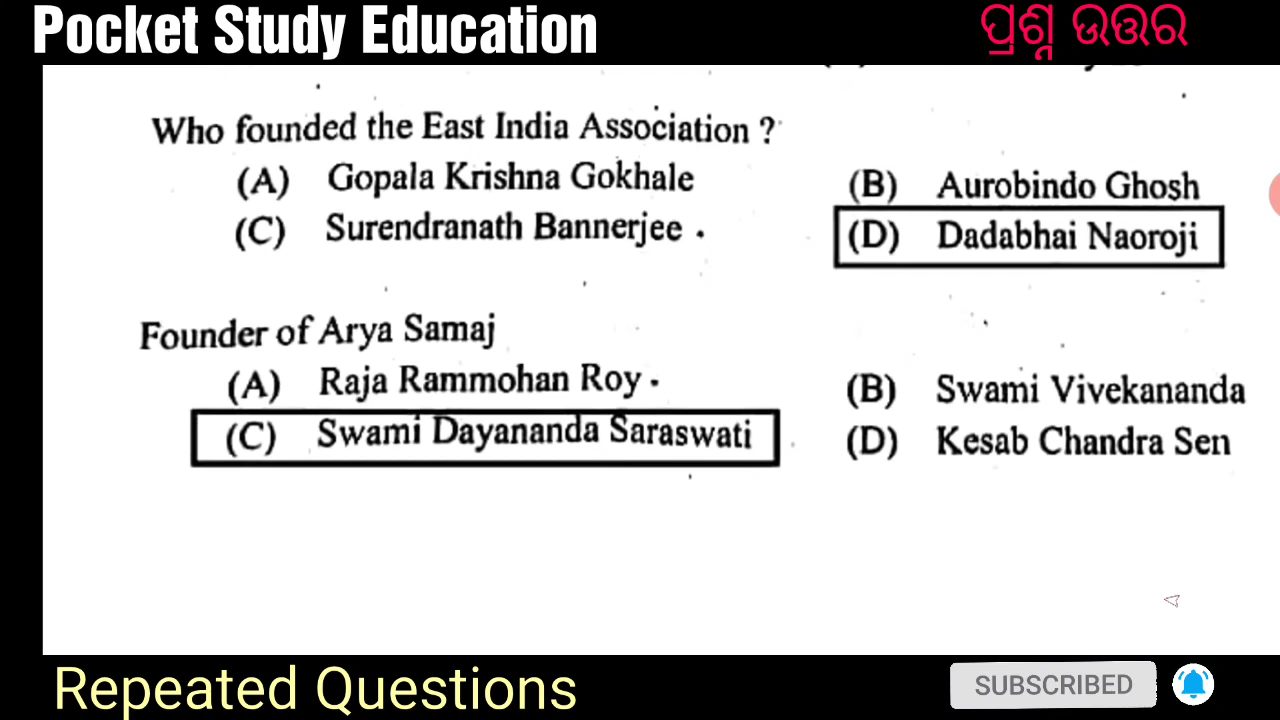 Pocket Study Education ପ୍ରଶ୍ନ ଉତ୍ତର
Who founded the East India Association ?
(A) Gopala Krishna Gokhale (B) Aurobindo Ghosh
(C) Surendranath Bannerjee . (D) Dadabhai Naoroji
Founder of Arya Samaj
(A) Raja Rammohan Roy . (B) Swami Vivekananda
(C) Swami Dayananda Saraswati (D) Kesab Chandra Sen
Repeated Questions SUBSCRIBED